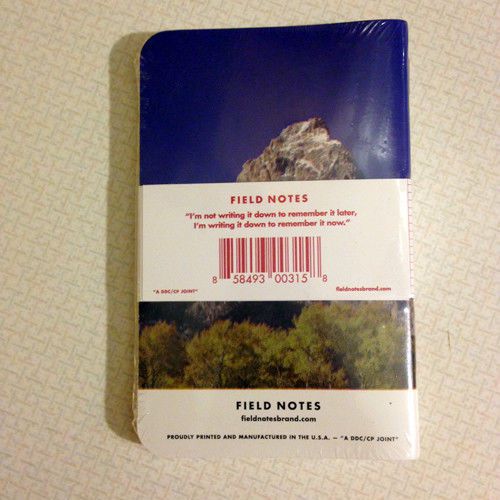 FIELD NOTES
"I'm not writing it down to remember it later,
I'm writing it down to remember it now."
8 58493 00315 8
"A DDC/CP JOINT" fieldnotesbrand.com
FIELD NOTES
fieldnotesbrand.com
PROUDLY PRINTED AND MANUFACTURED IN THE U.S.A. — "A DDC/CP JOINT"